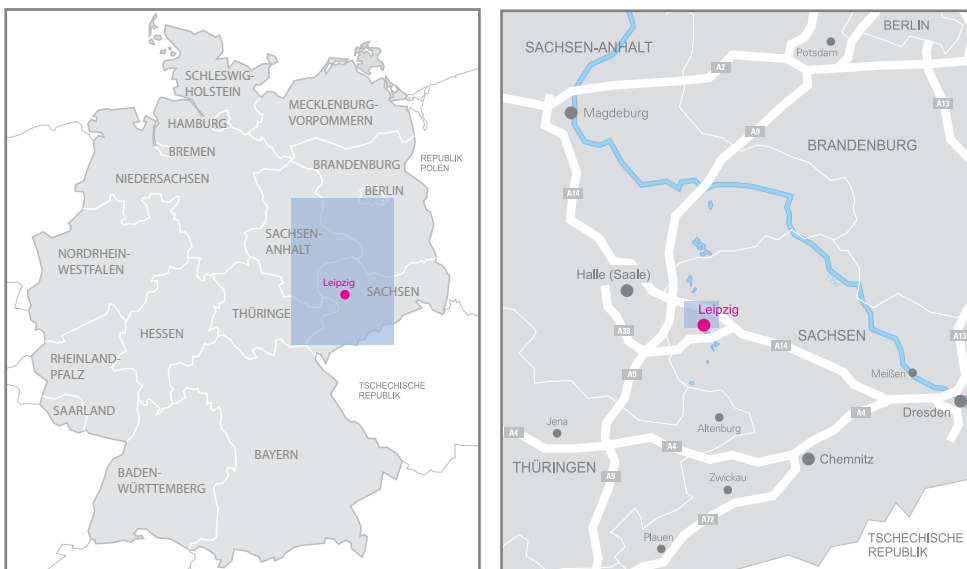 SCHLESWIG-
HOLSTEIN
MECKLENBURG-
VORPOMMERN
HAMBURG
BREMEN
BRANDENBURG
REPUBLIK
POLEN
NIEDERSACHSEN
BERLIN
SACHSEN-
ANHALT
NORDRHEIN-
WESTFALEN
Leipzig
SACHSEN
THÜRINGE
HESSEN
RHEINLAND-
PFALZ
TSCHECHISCHE
REPUBLIK
SAARLAND
BAYERN
BADEN-
WÜRTTEMBERG
BERLIN
SACHSEN-ANHALT
Potsdam
A2
A13
Magdeburg
A9
BRANDENBURG
A14
Halle (Saale)
Leipzig
A38
SACHSEN
A13
A14
A9
Meißen
Dresden
A4
Jena
Altenburg
A4
A4
Chemnitz
THÜRINGEN
A9
Zwickau
A72
Plauen
TSCHECHISCHE
REPUBLIK